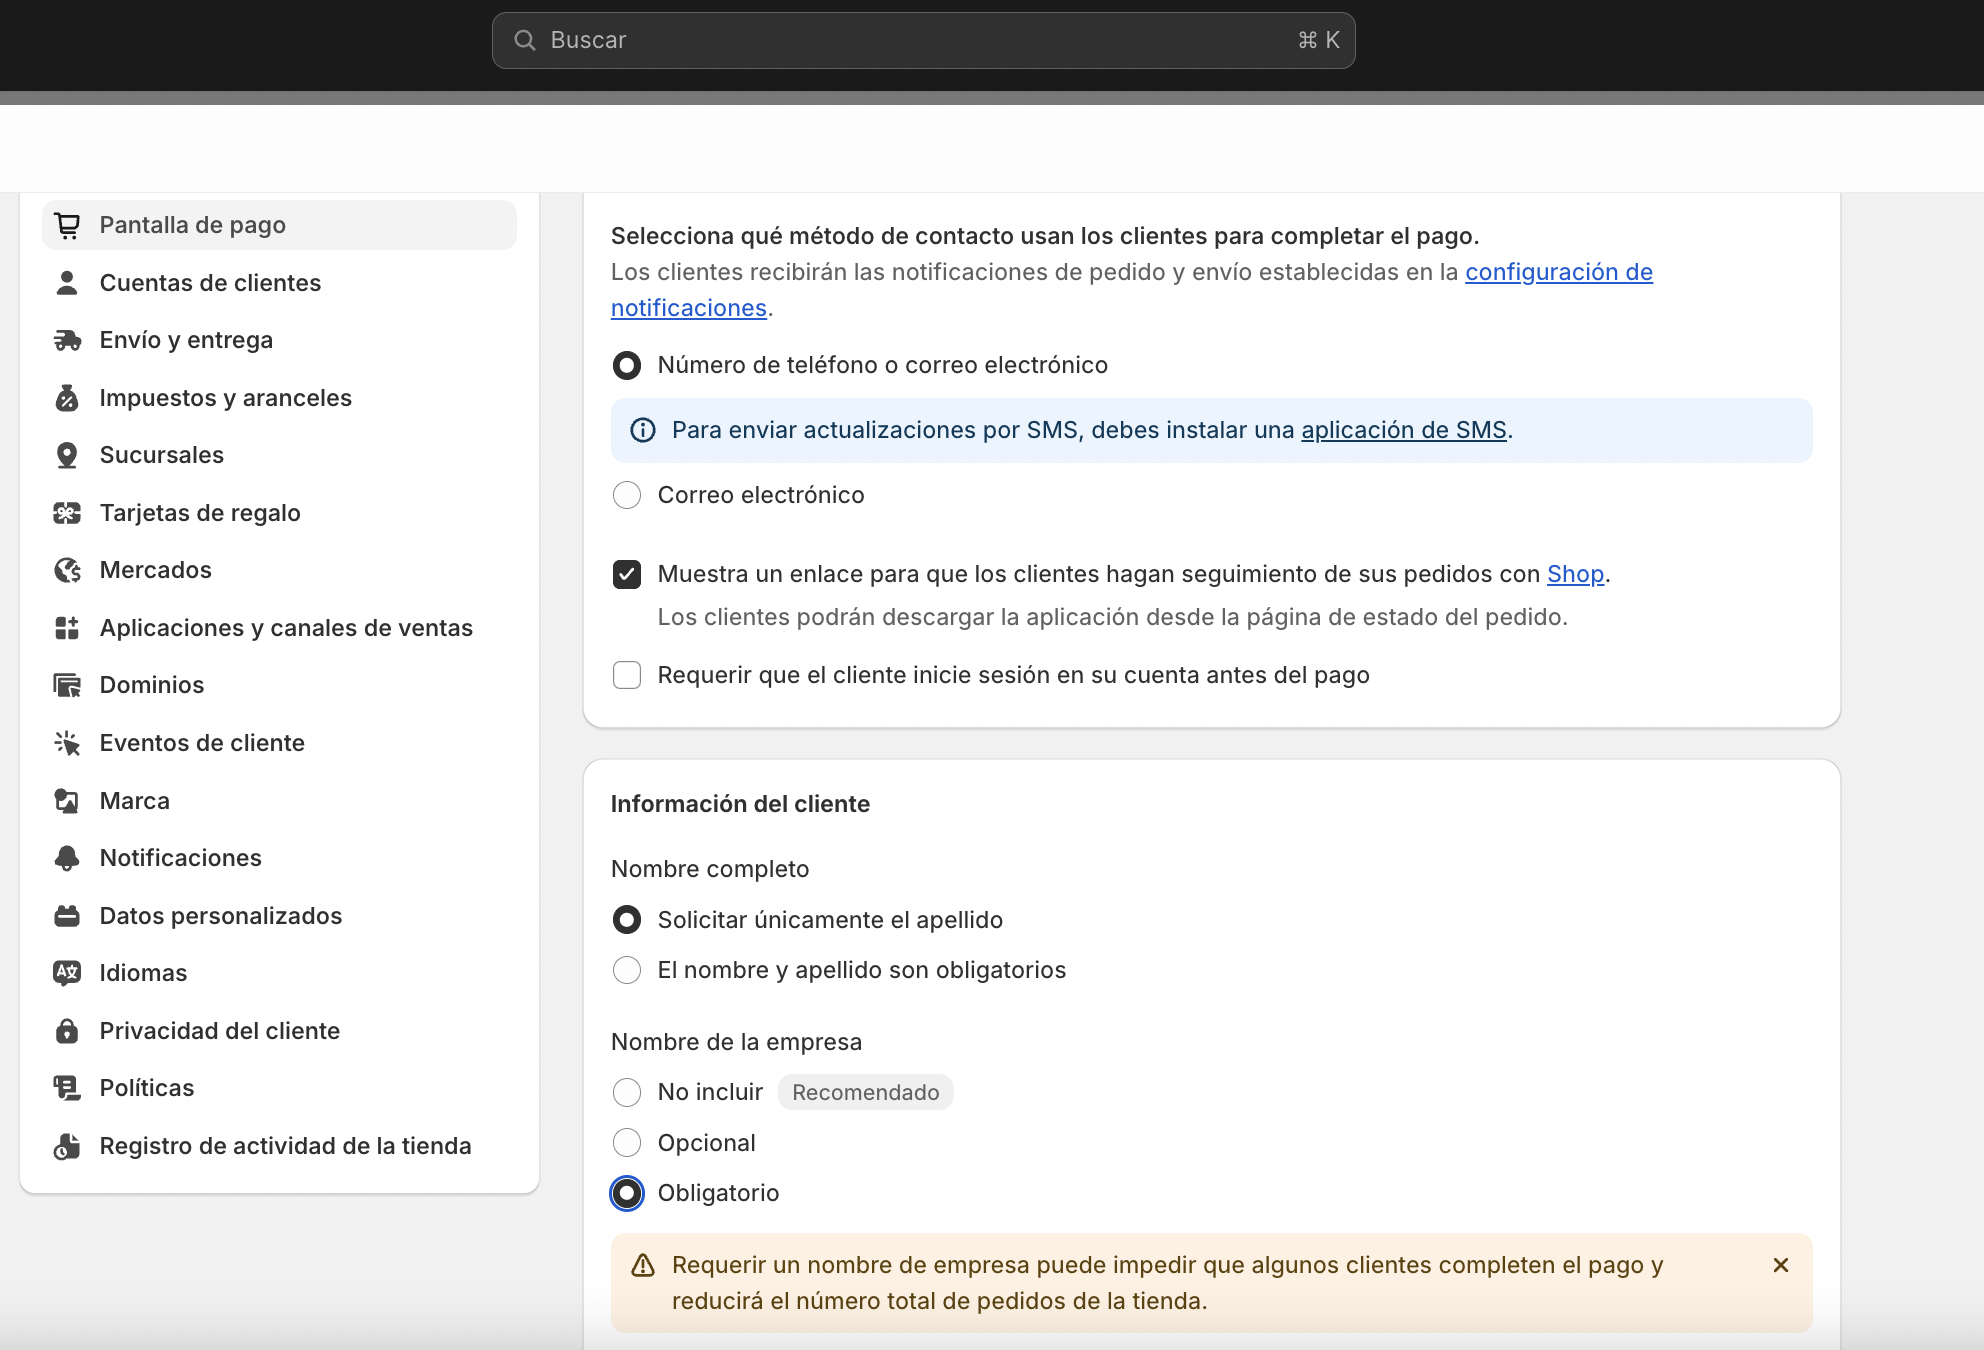 Buscar
⌘ K
Pantalla de pago
Cuentas de clientes
Envío y entrega
Impuestos y aranceles
Sucursales
Tarjetas de regalo
Mercados
Aplicaciones y canales de ventas
Dominios
Eventos de cliente
Marca
Notificaciones
Datos personalizados
Idiomas
Privacidad del cliente
Políticas
Registro de actividad de la tienda
Selecciona qué método de contacto usan los clientes para completar el pago.
Los clientes recibirán las notificaciones de pedido y envío establecidas en la configuración de
notificaciones.
Número de teléfono o correo electrónico
Para enviar actualizaciones por SMS, debes instalar una aplicación de SMS.
Correo electrónico
Muestra un enlace para que los clientes hagan seguimiento de sus pedidos con Shop.
Los clientes podrán descargar la aplicación desde la página de estado del pedido.
Requerir que el cliente inicie sesión en su cuenta antes del pago
Información del cliente
Nombre completo
Solicitar únicamente el apellido
El nombre y apellido son obligatorios
Nombre de la empresa
No incluir Recomendado
Opcional
Obligatorio
Requerir un nombre de empresa puede impedir que algunos clientes completen el pago y
reducirá el número total de pedidos de la tienda.